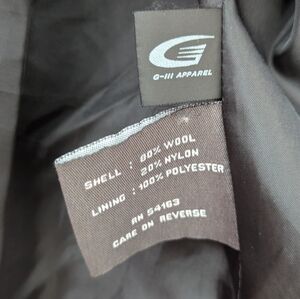 G-III APPAREL
SHELL : 80% WOOL
20% NYLON
LINING : 100% POLYESTER
RN 54163
CARE ON REVERSE